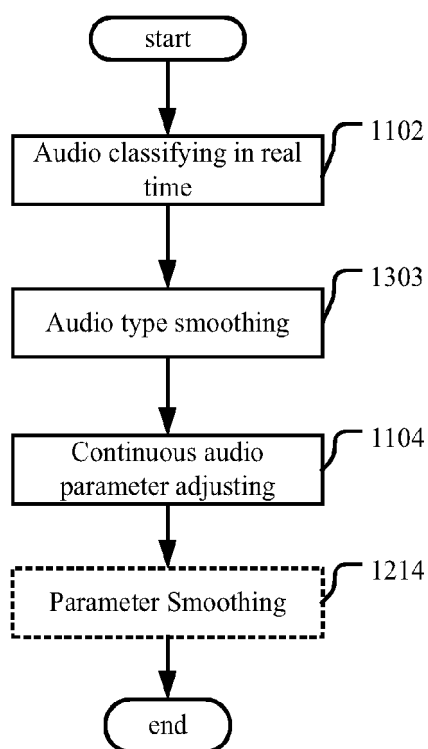 start
1102
Audio classifying in real
time
1303
Audio type smoothing
1104
Continuous audio
parameter adjusting
1214
Parameter Smoothing
end